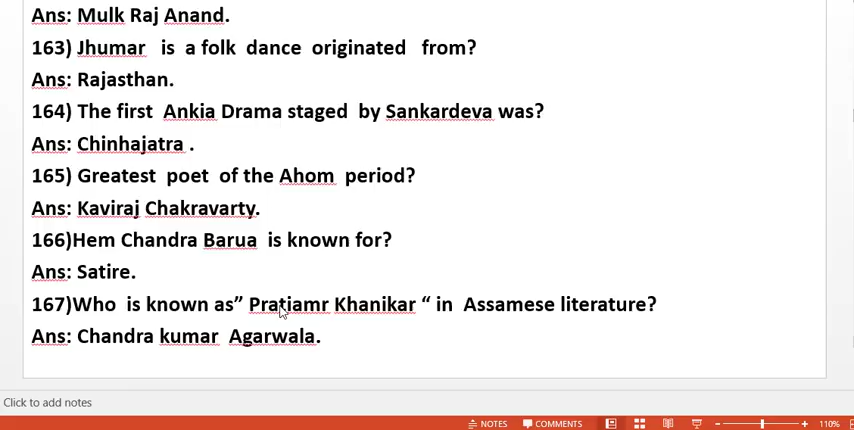 Ans: Mulk Raj Anand.
163) Jhumar is a folk dance originated from?
Ans: Rajasthan.
164) The first Ankia Drama staged by Sankardeva was?
Ans: Chinhajatra .
165) Greatest poet of the Ahom period?
Ans: Kaviraj Chakravarty.
166)Hem Chandra Barua is known for?
Ans: Satire.
167)Who is known as” Pratiamr Khanikar “ in Assamese literature?
Ans: Chandra kumar Agarwala.
Click to add notes
NOTES COMMENTS 110%